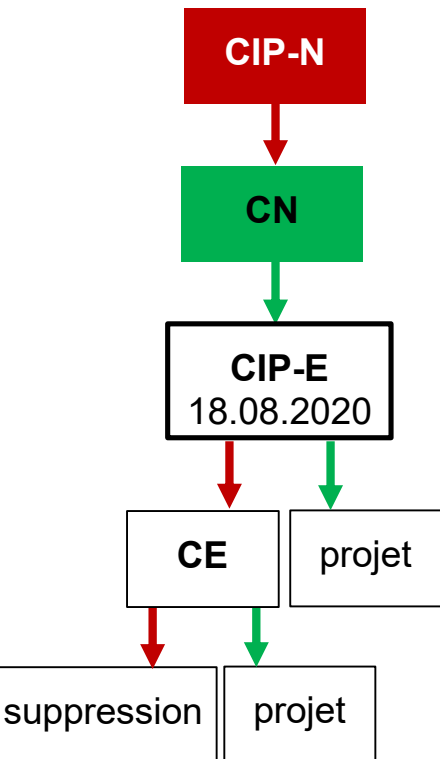 CIP-N
CN
CIP-E
18.08.2020
CE
projet
suppression
projet